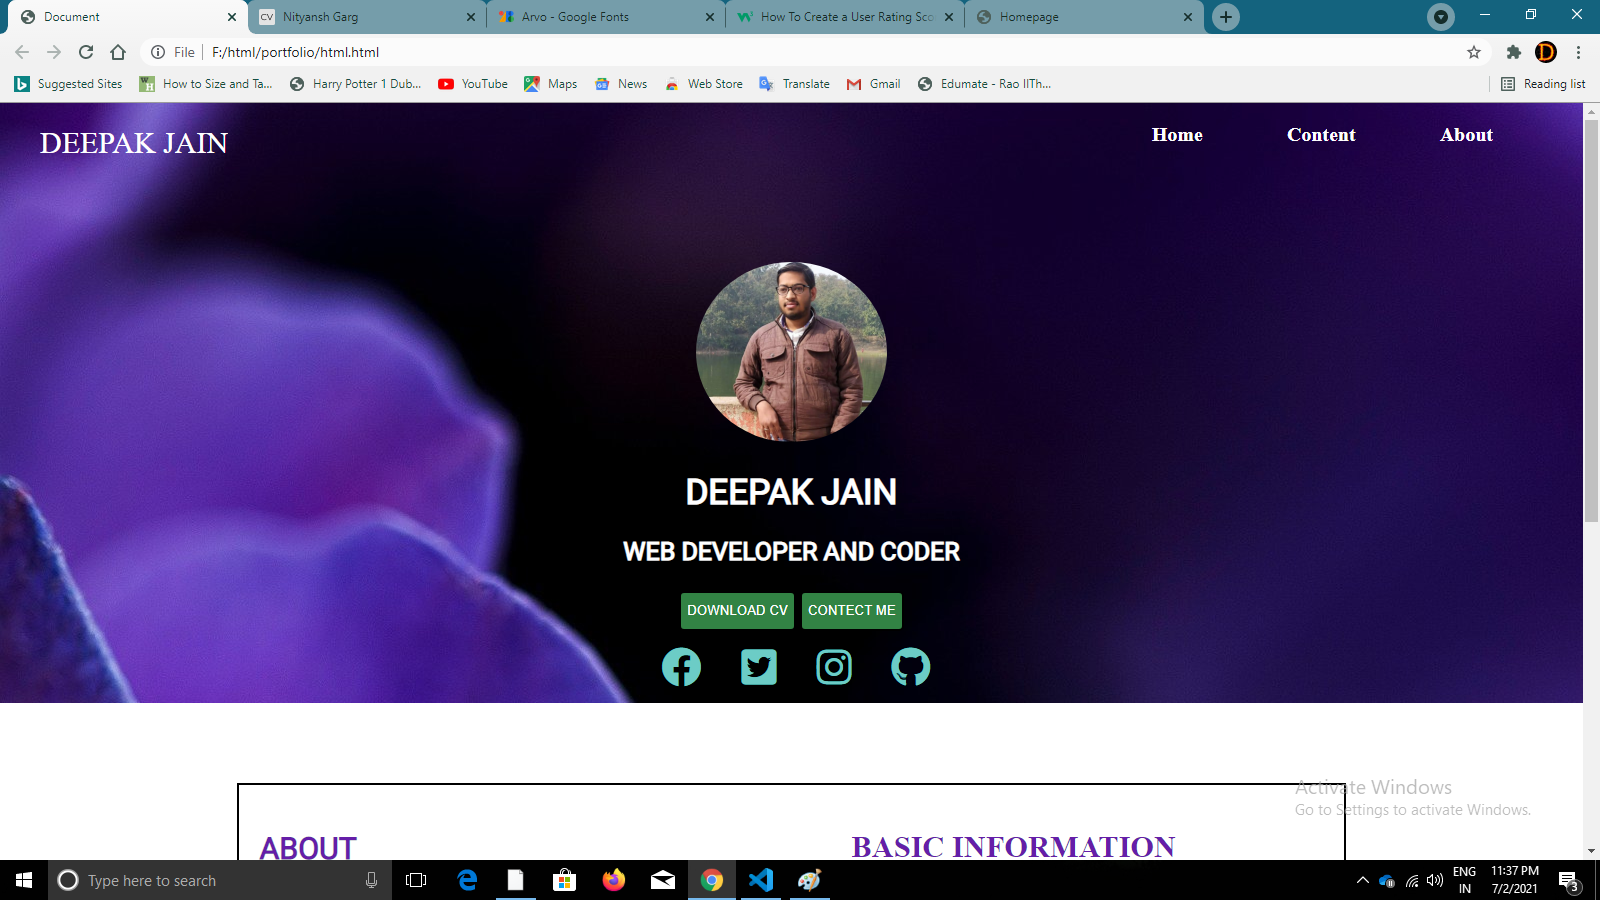 Document
CV Nityansh Garg
Arvo - Google Fonts
How To Create a User Rating Sco
Homepage
File F:/html/portfolio/html.html
Suggested Sites
How to Size and Ta...
Harry Potter 1 Dub...
YouTube
Maps
News
Web Store
Translate
Gmail
Edumate - Rao IITh...
Reading list
DEEPAK JAIN
Home Content About
DEEPAK JAIN
WEB DEVELOPER AND CODER
DOWNLOAD CV CONTECT ME
Activate Windows
Go to Settings to activate Windows.
ABOUT BASIC INFORMATION
Type here to search
ENG
IN
11:37 PM
7/2/2021
3